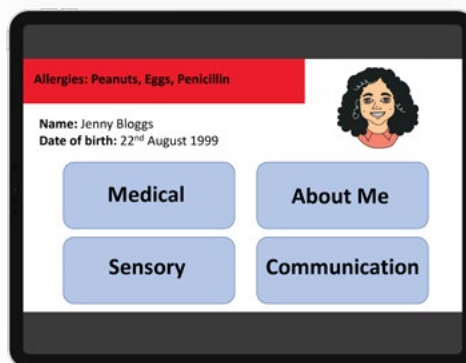 Allergies: Peanuts, Eggs, Penicillin
Name: Jenny Bloggs
Date of birth: 22nd August 1999
Medical
About Me
Sensory
Communication